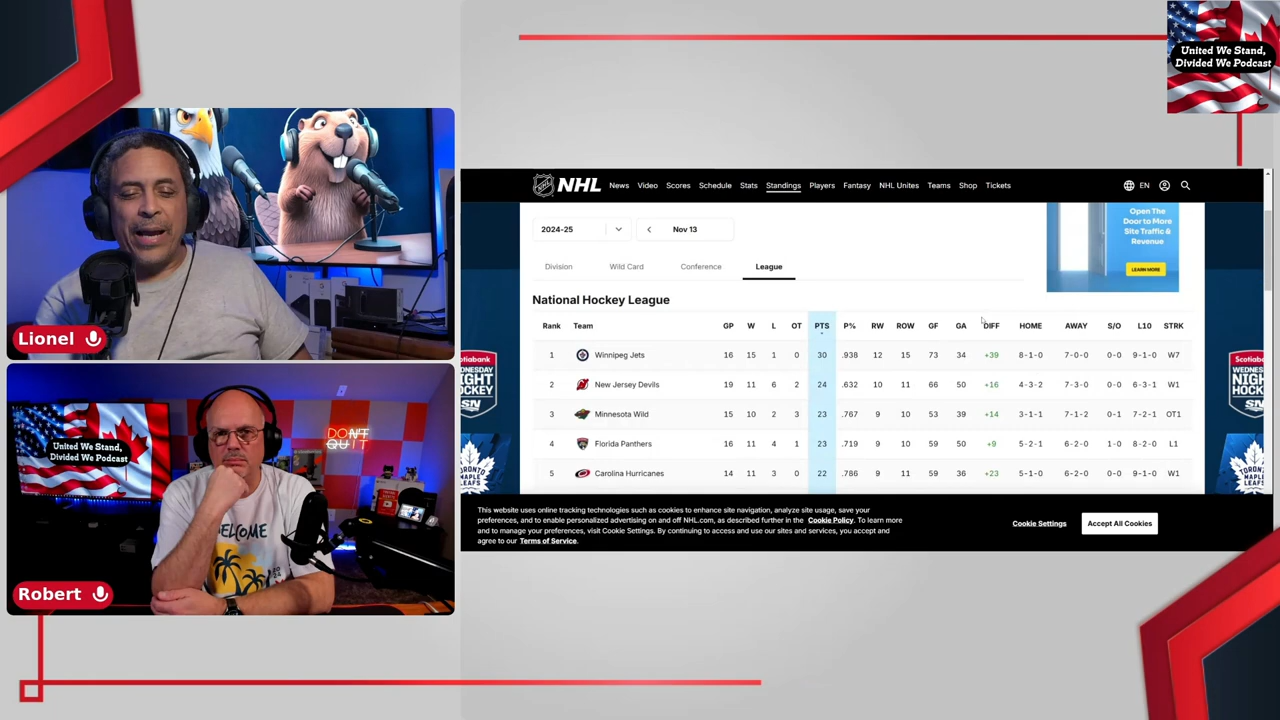 United We Stand,
Divided We Podcast
Lionel
United We Stand,
Divided We Podcast
DON'T
QUIT
WELCOME
Robert
NHL News Video Scores Schedule Stats Standings Players Fantasy NHL Unites Teams Shop Tickets EN
2024-25 Nov 13
Open The
Door to More
Site Traffic &
Revenue
LEARN MORE
Division Wild Card Conference League
National Hockey League
Rank Team GP W L OT PTS P% RW ROW GF GA DIFF HOME AWAY S/O L10 STRK
1 Winnipeg Jets 16 15 1 0 30 .938 12 15 73 34 +39 8-1-0 7-0-0 0-0 9-1-0 W7
2 New Jersey Devils 19 11 6 2 24 .632 10 11 66 50 +16 4-3-2 7-3-0 0-0 6-3-1 W1
3 Minnesota Wild 15 10 2 3 23 .767 9 10 53 39 +14 3-1-1 7-1-2 0-1 7-2-1 OT1
4 Florida Panthers 16 11 4 1 23 .719 9 10 59 50 +9 5-2-1 6-2-0 1-0 8-2-0 L1
5 Carolina Hurricanes 14 11 3 0 22 .786 9 11 59 36 +23 5-1-0 6-2-0 0-0 9-1-0 W1
Scotiabank
WEDNESDAY
NIGHT
HOCKEY
SN
TORONTO
MAPLE
LEAFS
This website uses online tracking technologies such as cookies to enhance site navigation, analyze site usage, save your
preferences, and to enable personalized advertising on and off NHL.com, as described further in the Cookie Policy. To learn more
and to manage your preferences, visit Cookie Settings. By continuing to access and use our sites and services, you accept and
agree to our Terms of Service.
Cookie Settings
Accept All Cookies